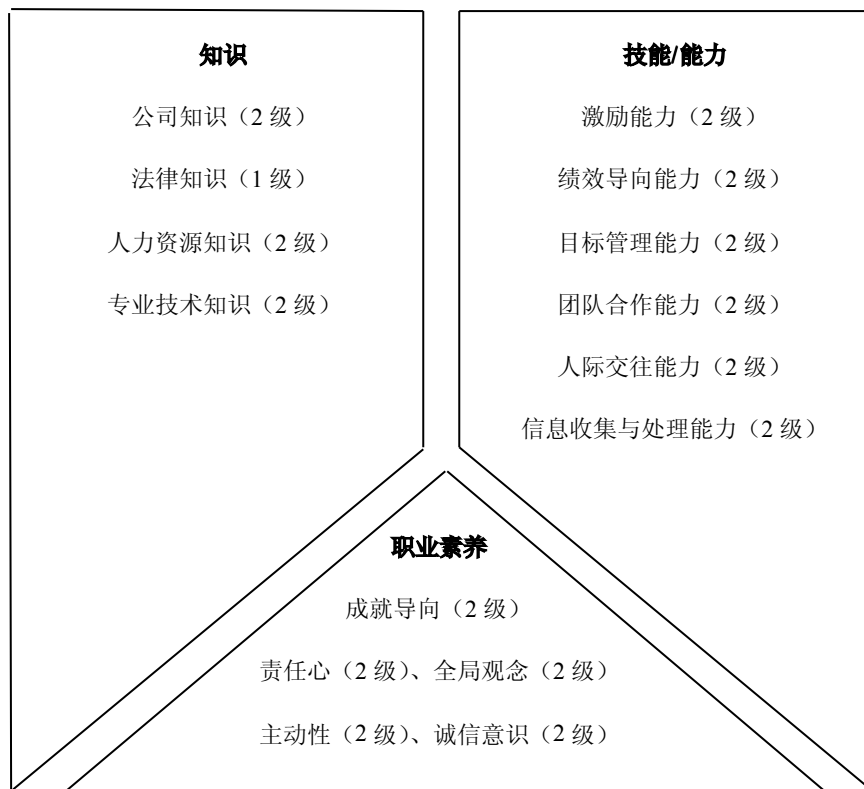 知识
公司知识（2 级）
法律知识（1 级）
人力资源知识（2 级）
专业技术知识（2 级）
技能/能力
激励能力（2 级）
绩效导向能力（2 级）
目标管理能力（2 级）
团队合作能力（2 级）
人际交往能力（2 级）
信息收集与处理能力（2 级）
职业素养
成就导向（2 级）
责任心（2 级）、全局观念（2 级）
主动性（2 级）、诚信意识（2 级）